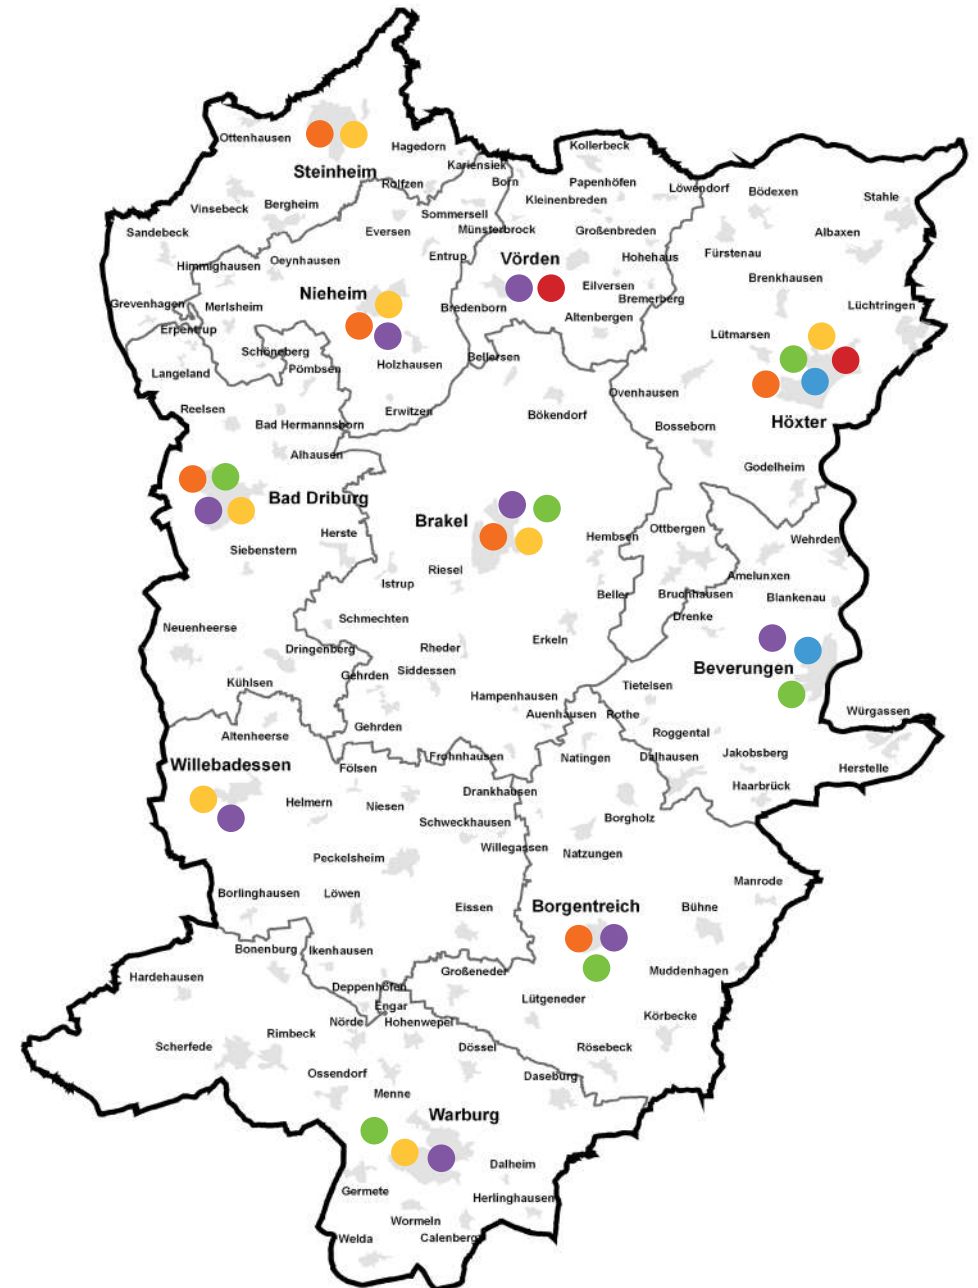 Ottenhausen
Hagedorn
Kollerbeck
Steinheim
Kariensiek
Rolfzen
Born
Papenhöfen
Löwendorf
Bödexen
Stahle
Kleinenbreden
Vinsebeck
Bergheim
Sommersell
Sandebeck
Eversen
Münsterbrock
Großenbreden
Albaxen
Himmighausen
Oeynhausen
Entrup
Vörden
Hohehaus
Fürstenau
Brenkhausen
Nieheim
Eilversen
Bremerberg
Grevenhagen
Merlsheim
Bredenborn
Altenbergen
Lüchtringen
Erpentrup
Lütmarsen
Schöneberg
Bellersen
Langeland
Pömbsen
Holzhausen
Ovenhausen
Reelsen
Erwitzen
Bökendorf
Höxter
Bad Hermannsborn
Bosseborn
Alhausen
Godelheim
Bad Driburg
Brakel
Herste
Hembsen
Ottbergen
Wehrden
Siebenstern
Riesel
Istrup
Amelunxen
Beller
Bruchhausen
Blankenau
Schmechten
Drenke
Neuenheerse
Erkeln
Dringenberg
Rheder
Beverungen
Gehrden
Siddessen
Kühlsen
Tietelsen
Hampenhausen
Auenhausen
Rothe
Würgassen
Gehrden
Altenheerse
Roggental
Willebadessen
Frohnhausen
Natingen
Dalhausen
Jakobsberg
Fölsen
Herstelle
Drankhausen
Haarbrück
Helmern
Niesen
Schweckhausen
Borgholz
Willegassen
Natzungen
Peckelsheim
Manrode
Borlinghausen
Löwen
Eissen
Borgentreich
Bühne
Bonenburg
Ikenhausen
Hardehausen
Großeneder
Muddenhagen
Deppenhöfen
Lütgeneder
Engar
Nörde
Hohenwepel
Körbecke
Rimbeck
Scherfede
Dössel
Rösebeck
Ossendorf
Daseburg
Menne
Warburg
Dalheim
Germete
Herlinghausen
Wormeln
Welda
Calenberg